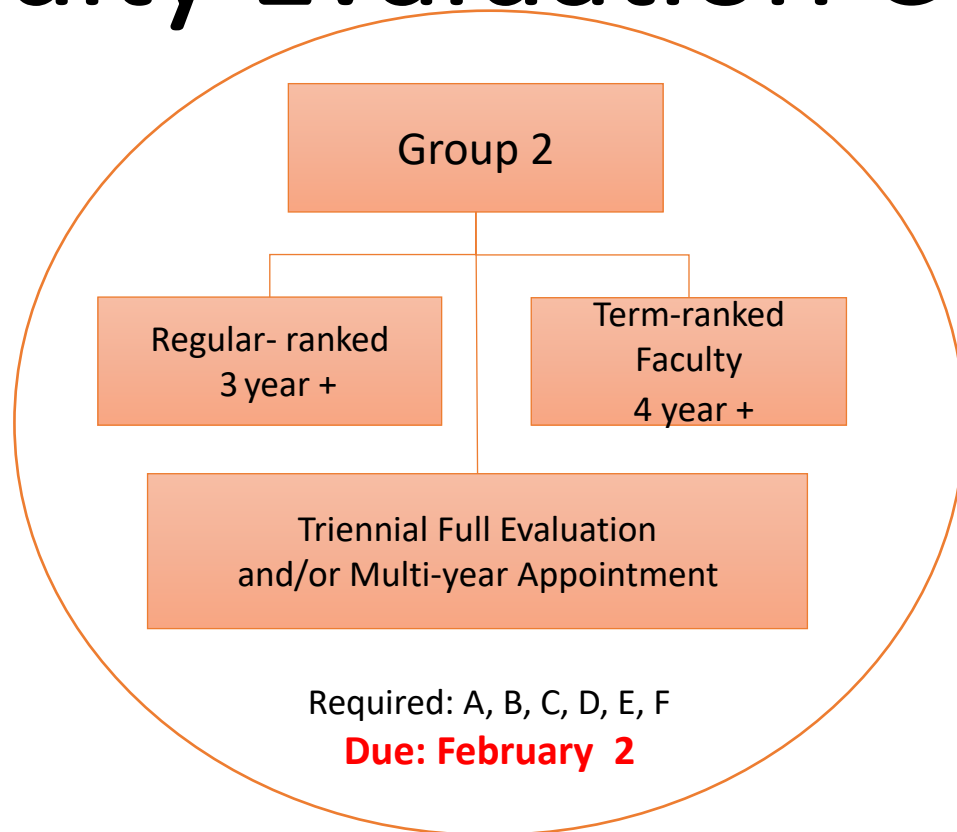 Evaluation
Group 2
Regular- ranked
3 year +
Term-ranked
Faculty
4 year +
Triennial Full Evaluation
and/or Multi-year Appointment
Required: A, B, C, D, E, F
Due: February 2